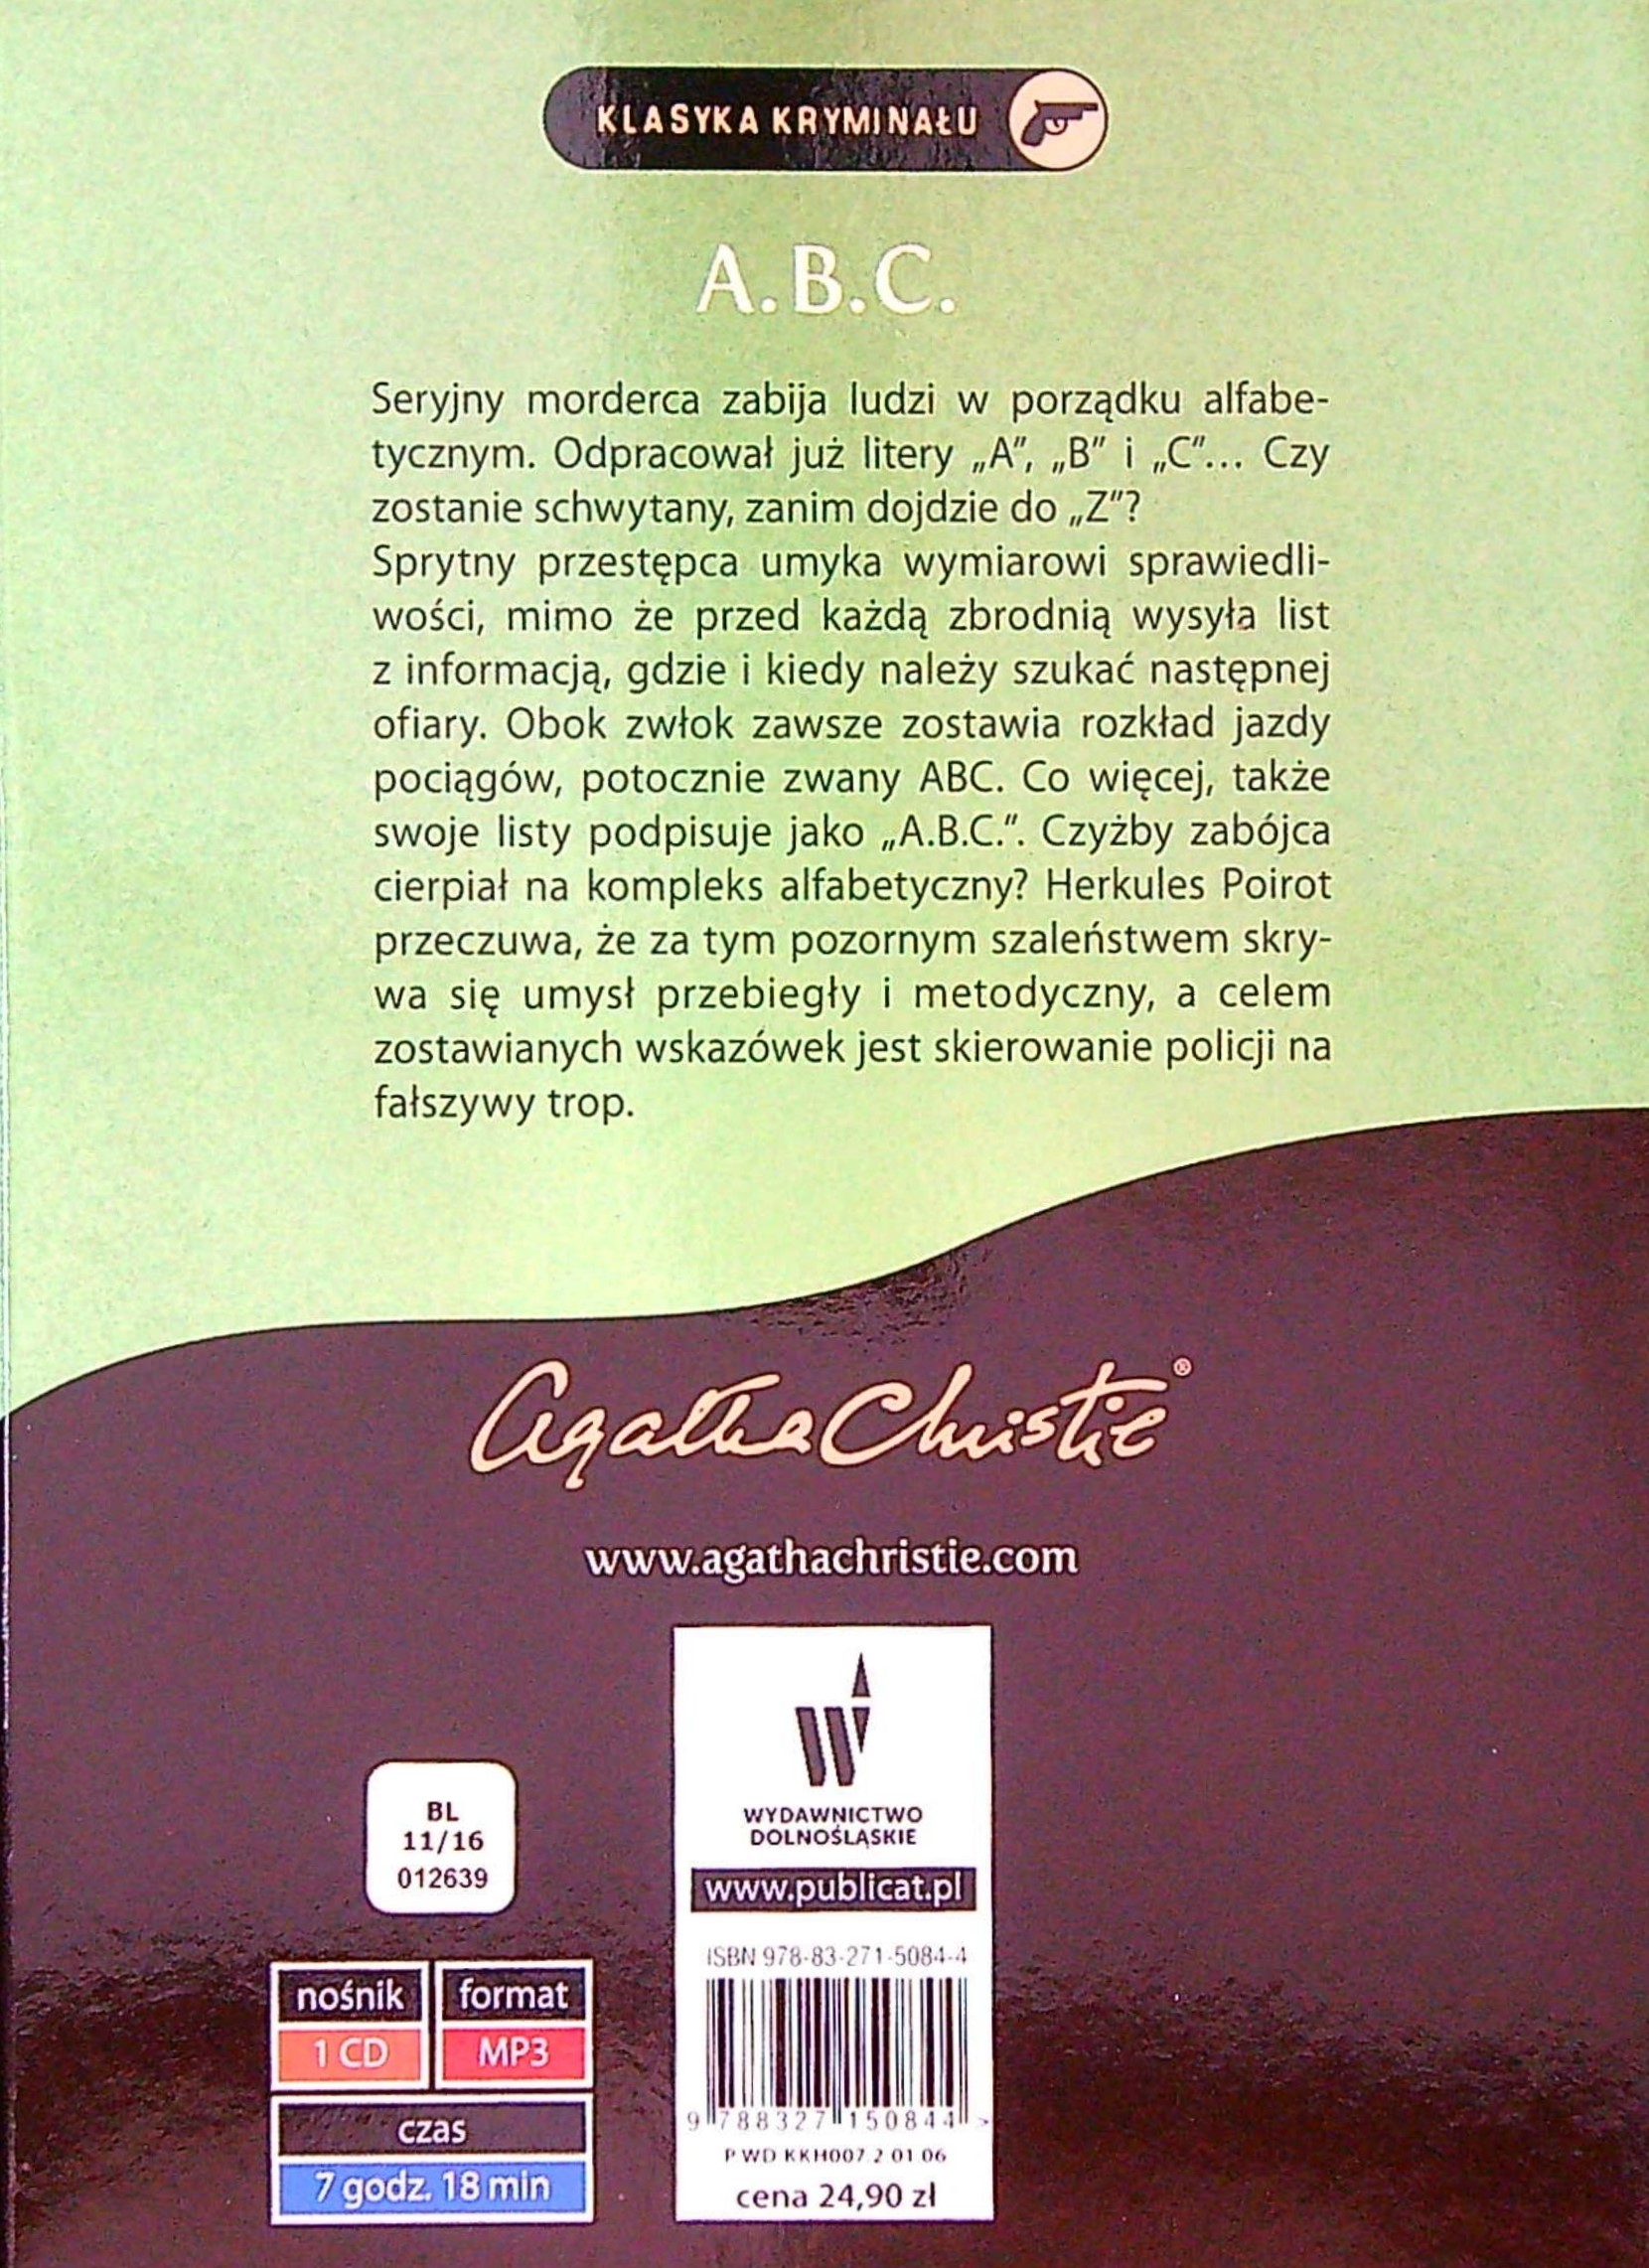 KLASYKA KRYMINAŁU
A.B.C.
Seryjny morderca zabija ludzi w porządku alfabe-
tycznym. Odpracował już litery „A”, „B” i „C”... Czy
zostanie schwytany, zanim dojdzie do „Z”?
Sprytny przestępca umyka wymiarowi sprawiedli-
wości, mimo że przed każdą zbrodnią wysyła list
z informacją, gdzie i kiedy należy szukać następnej
ofiary. Obok zwłok zawsze zostawia rozkład jazdy
pociągów, potocznie zwany ABC. Co więcej, także
swoje listy podpisuje jako „A.B.C.”. Czyżby zabójca
cierpiał na kompleks alfabetyczny? Herkules Poirot
przeczuwa, że za tym pozornym szaleństwem skry-
wa się umysł przebiegły i metodyczny, a celem
zostawianych wskazówek jest skierowanie policji na
fałszywy trop.
Agatha Christie®
www.agathachristie.com
WYDAWNICTWO
DOLNOŚLĄSKIE
www.publicat.pl
BL
11/16
012639
nośnik format
1 CD MP3
czas
7 godz. 18 min
ISBN 978-83-271-5084-4
9 788327 150844 >
P WD KKH007 2 01 06
cena 24,90 zł